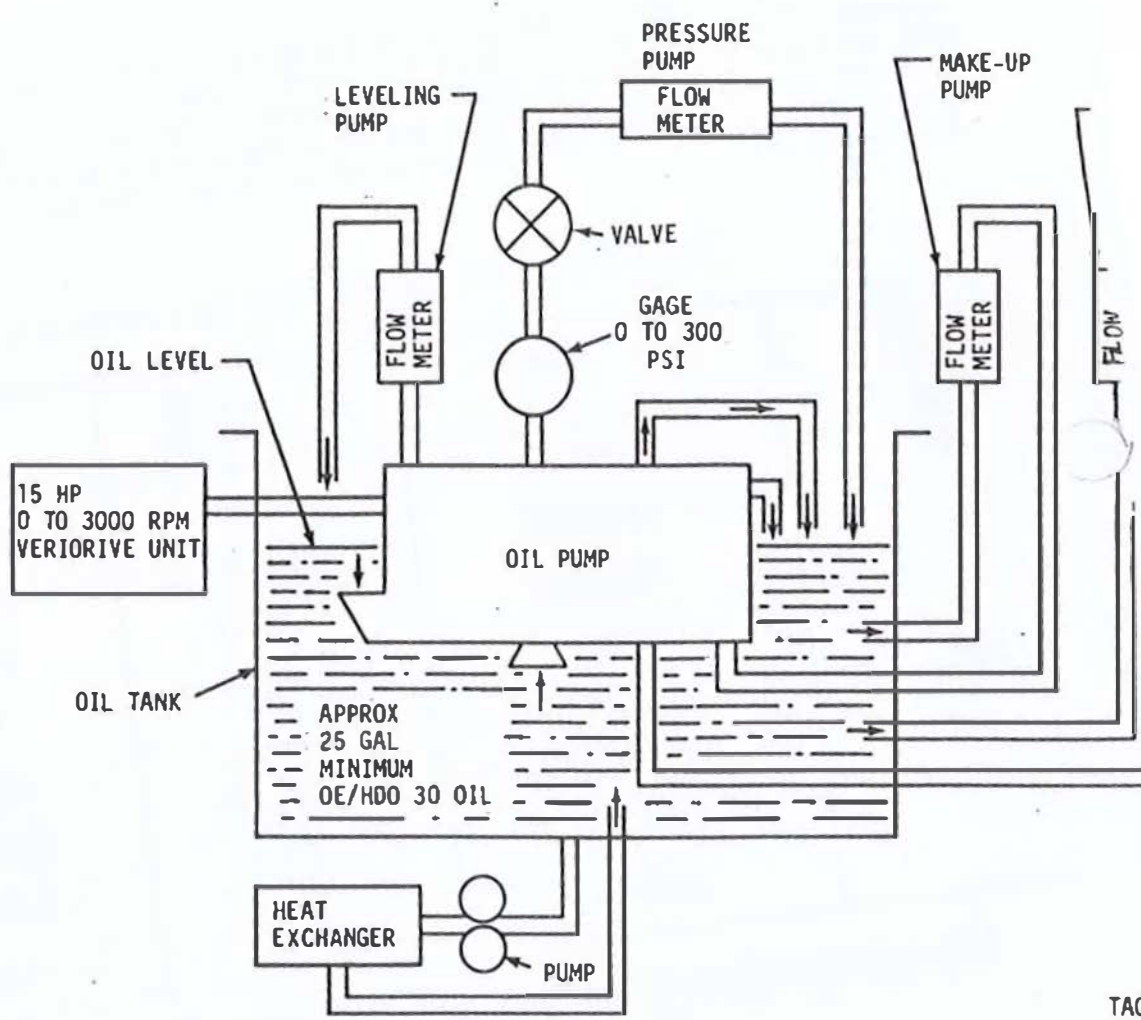 PRESSURE
PUMP
MAKE-UP
PUMP
LEVELING
PUMP
FLOW
METER
VALVE
GAGE
0 TO 300
PSI
FLOW
METER
FLOW
METER
FLOW
OIL LEVEL
15 HP
0 TO 3000 RPM
VERIORIVE UNIT
OIL PUMP
OIL TANK
APPROX
25 GAL
MINIMUM
OE/HDO 30 OIL
HEAT
EXCHANGER
PUMP